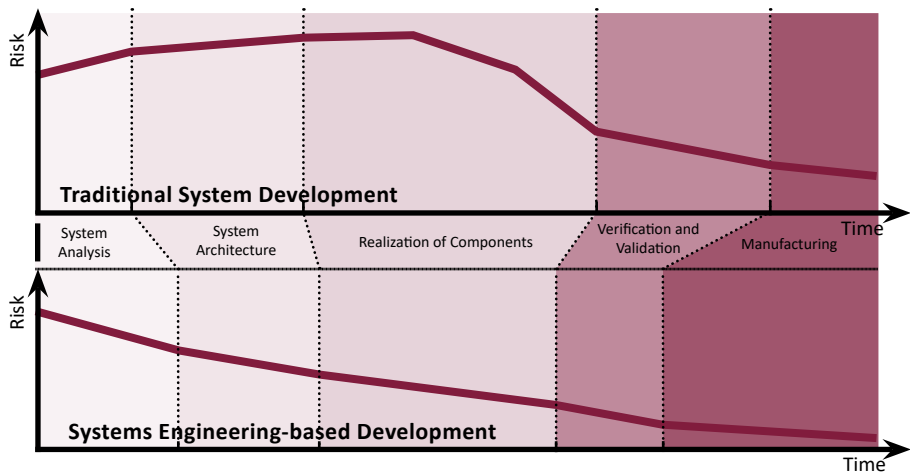 Risk
Traditional System Development
Time
System
Analysis
System
Architecture
Realization of Components
Verification and
Validation
Manufacturing
Risk
Systems Engineering-based Development
Time